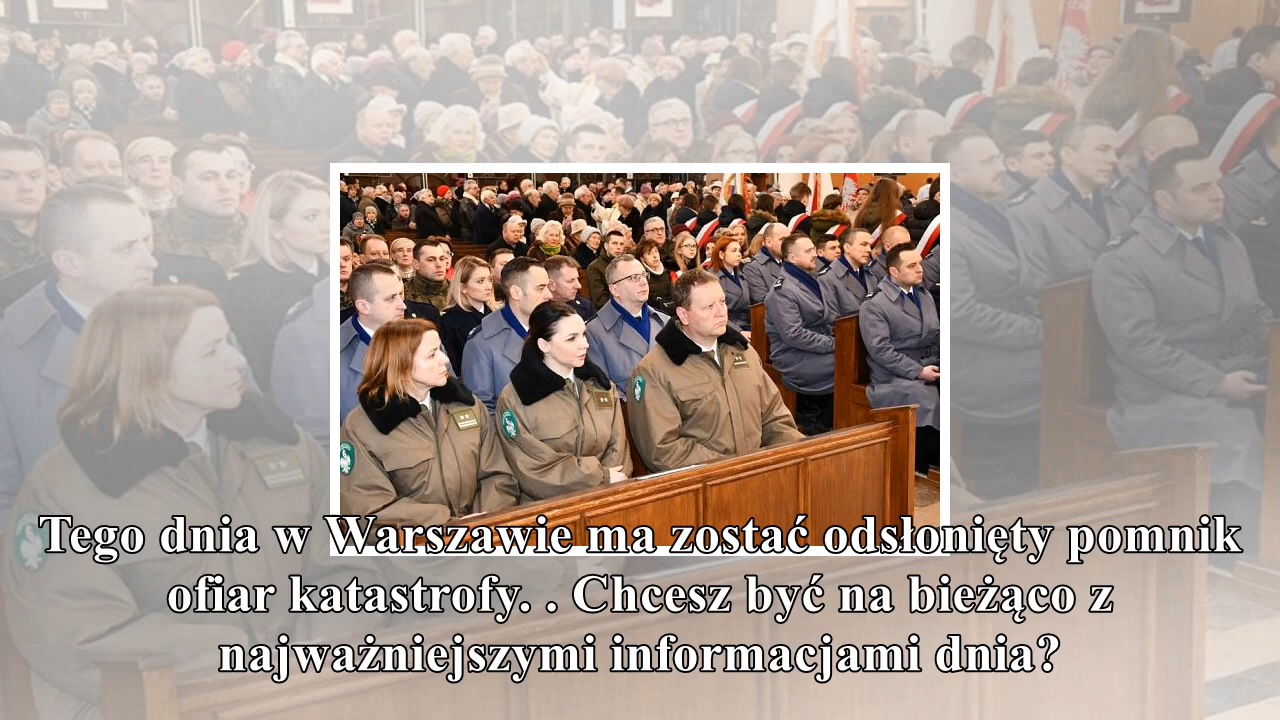 Tego dnia w Warszawie ma zostać odsłonięty pomnik
ofiar katastrofy. . Chcesz być na bieżąco z
najważniejszymi informacjami dnia?